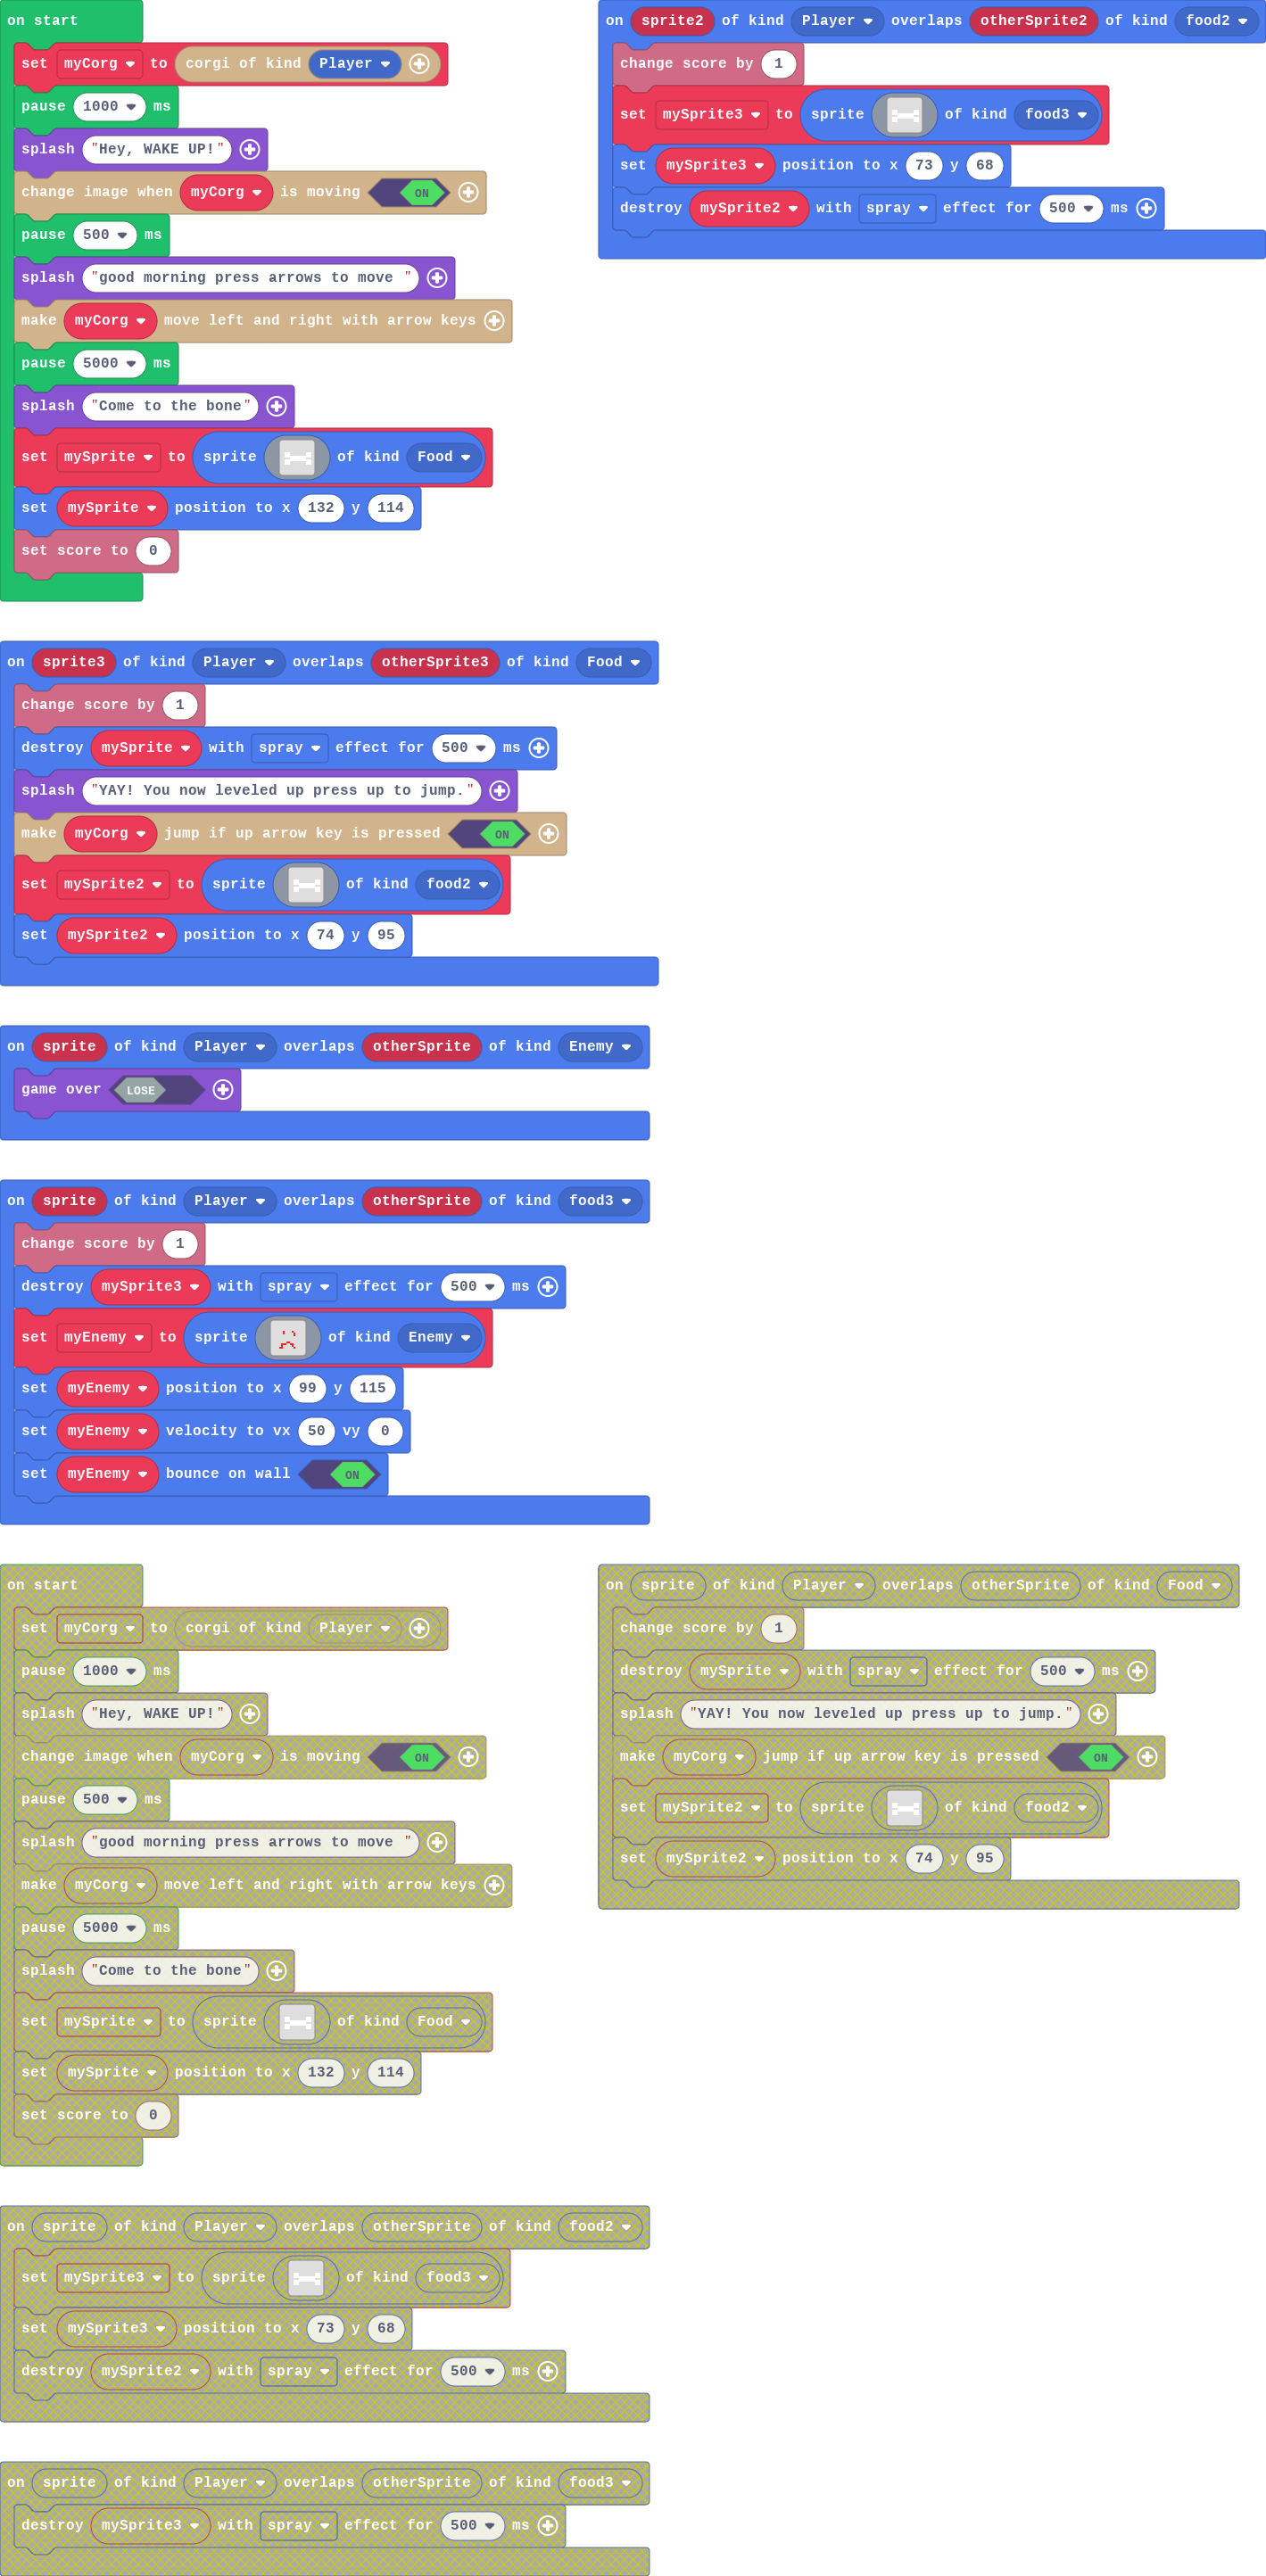 on start
set myCorg to corgi of kind Player
pause 1000 ms
splash "Hey, WAKE UP!"
change image when myCorg is moving ON
pause 500 ms
splash "good morning press arrows to move "
make myCorg move left and right with arrow keys
pause 5000 ms
splash "Come to the bone"
set mySprite to sprite of kind Food
set mySprite position to x 132 y 114
set score to 0
on sprite2 of kind Player overlaps otherSprite2 of kind food2
change score by 1
set mySprite3 to sprite of kind food3
set mySprite3 position to x 73 y 68
destroy mySprite2 with spray effect for 500 ms
on sprite3 of kind Player overlaps otherSprite3 of kind Food
change score by 1
destroy mySprite with spray effect for 500 ms
splash "YAY! You now leveled up press up to jump."
make myCorg jump if up arrow key is pressed ON
set mySprite2 to sprite of kind food2
set mySprite2 position to x 74 y 95
on sprite of kind Player overlaps otherSprite of kind Enemy
game over LOSE
on sprite of kind Player overlaps otherSprite of kind food3
change score by 1
destroy mySprite3 with spray effect for 500 ms
set myEnemy to sprite of kind Enemy
set myEnemy position to x 99 y 115
set myEnemy velocity to vx 50 vy 0
set myEnemy bounce on wall ON
on start
set myCorg to corgi of kind Player
pause 1000 ms
splash "Hey, WAKE UP!"
change image when myCorg is moving ON
pause 500 ms
splash "good morning press arrows to move "
make myCorg move left and right with arrow keys
pause 5000 ms
splash "Come to the bone"
set mySprite to sprite of kind Food
set mySprite position to x 132 y 114
set score to 0
on sprite of kind Player overlaps otherSprite of kind Food
change score by 1
destroy mySprite with spray effect for 500 ms
splash "YAY! You now leveled up press up to jump."
make myCorg jump if up arrow key is pressed ON
set mySprite2 to sprite of kind food2
set mySprite2 position to x 74 y 95
on sprite of kind Player overlaps otherSprite of kind food2
set mySprite3 to sprite of kind food3
set mySprite3 position to x 73 y 68
destroy mySprite2 with spray effect for 500 ms
on sprite of kind Player overlaps otherSprite of kind food3
destroy mySprite3 with spray effect for 500 ms